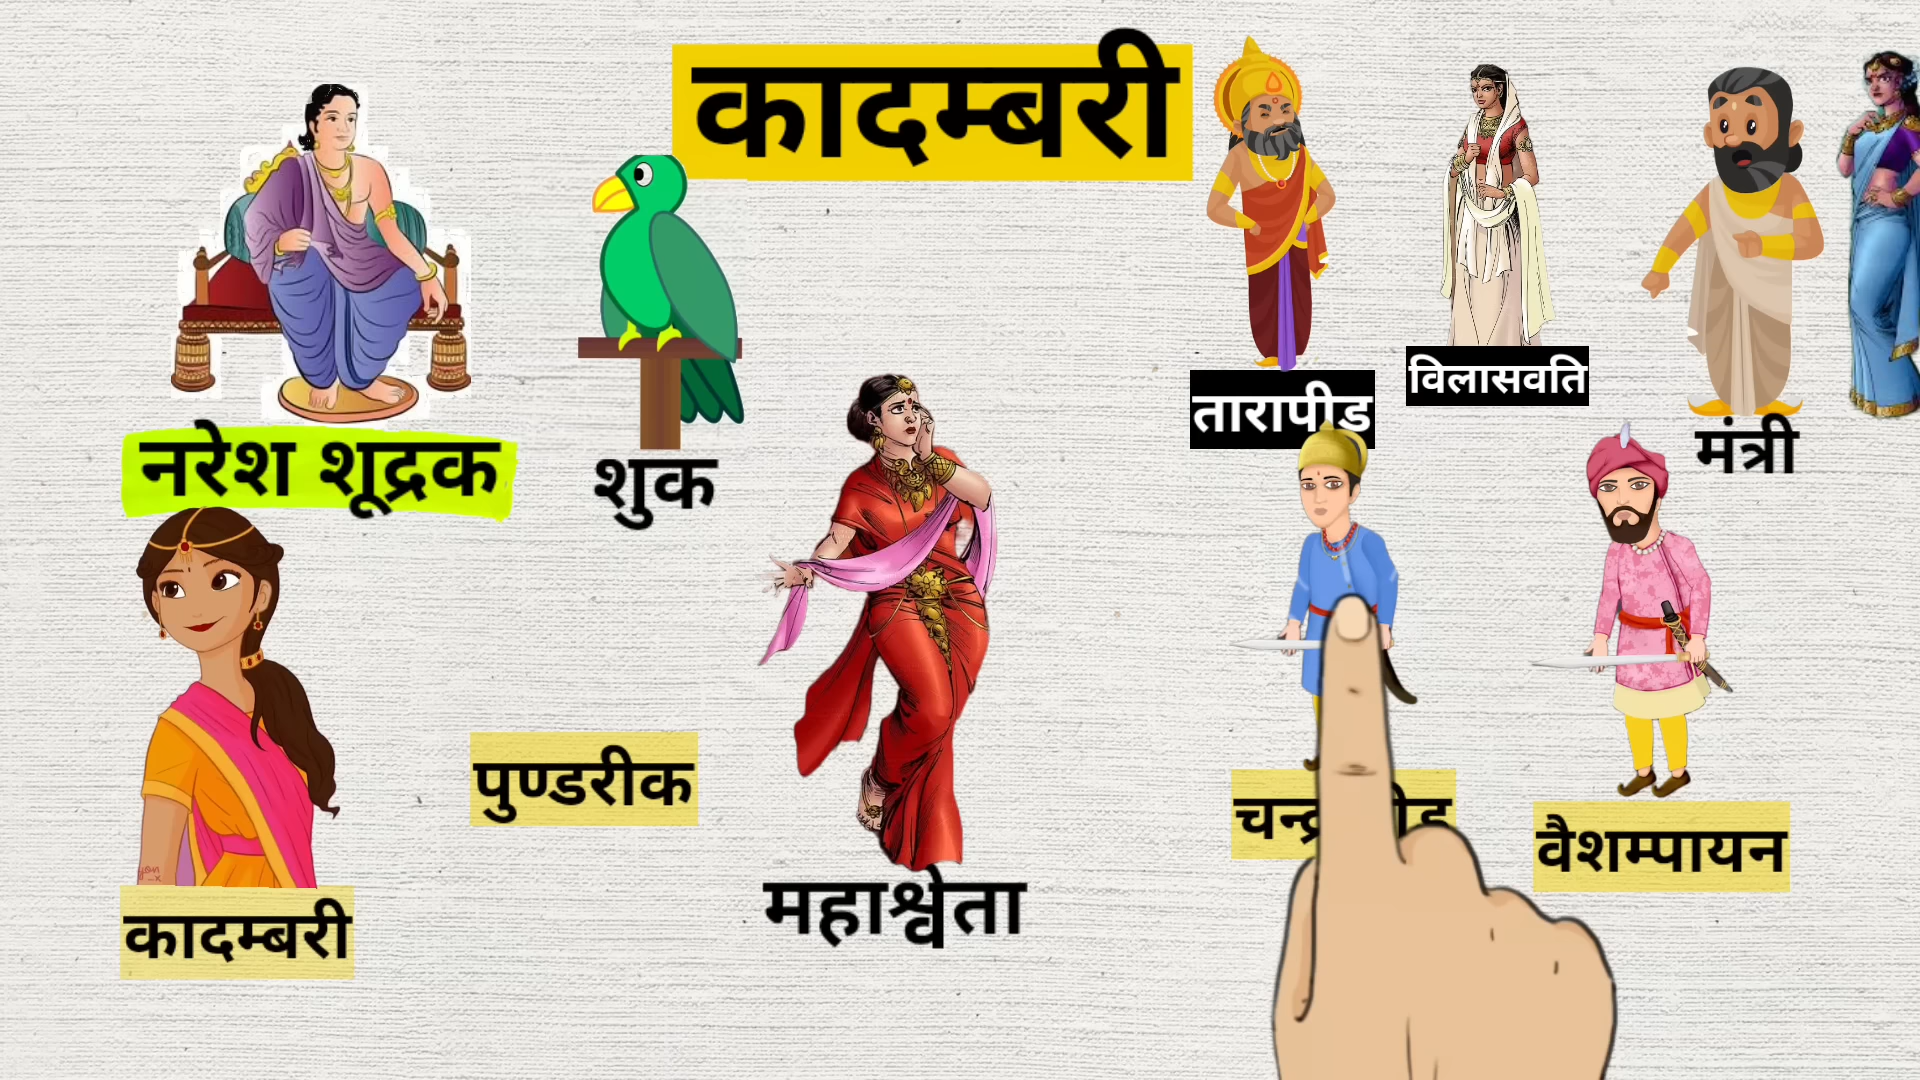 कादम्बरी
तारापीड
विलासवति
मंत्री
नरेश शूद्रक
शुक
पुण्डरीक
वैशम्पायन
महाश्वेता
कादम्बरी